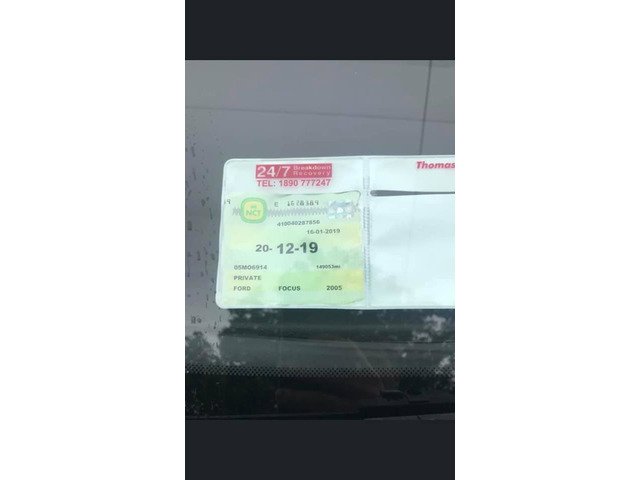 24/7 Breakdown Recovery
TEL: 1890 777247
Thomas
NCT
E 1628389
410040287856
16-01-2019
20- 12-19
05MO6914 149053mi
PRIVATE
FORD FOCUS 2005